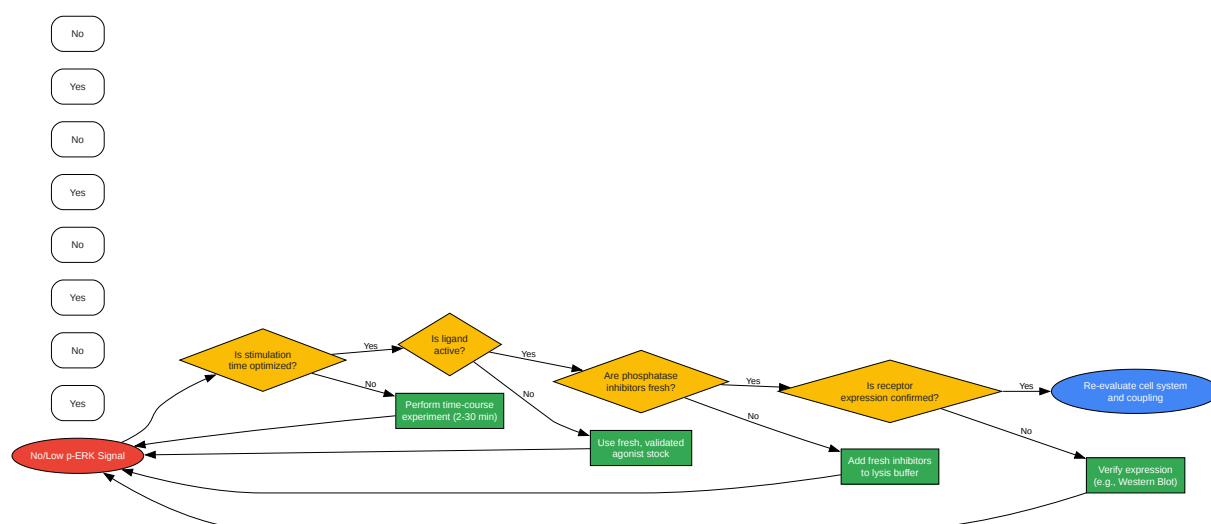 No
Yes
No
Yes
No
Yes
No
Yes
No/Low p-ERK Signal
Is stimulation
time optimized?
Yes
No
Perform time-course
experiment (2-30 min)
Is ligand
active?
Yes
No
Use fresh, validated
agonist stock
Are phosphatase
inhibitors fresh?
Yes
No
Add fresh inhibitors
to lysis buffer
Is receptor
expression confirmed?
Yes
No
Verify expression
(e.g., Western Blot)
Re-evaluate cell system
and coupling